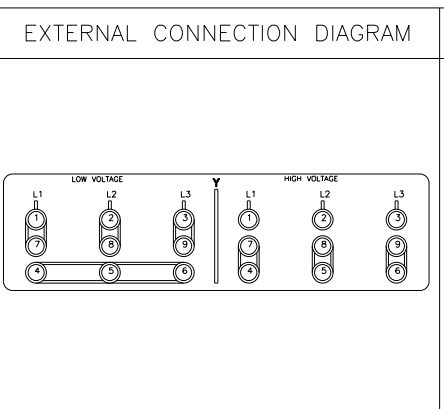 EXTERNAL CONNECTION DIAGRAM
LOW VOLTAGE Y HIGH VOLTAGE
L1 L2 L3 L1 L2 L3
1 2 3 1 2 3
7 8 9 7 8 9
4 5 6 4 5 6